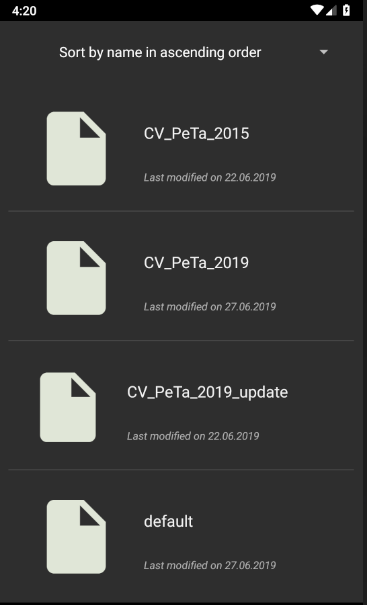 4:20
Sort by name in ascending order
CV_PeTa_2015
Last modified on 22.06.2019
CV_PeTa_2019
Last modified on 27.06.2019
CV_PeTa_2019_update
Last modified on 22.06.2019
default
Last modified on 27.06.2019